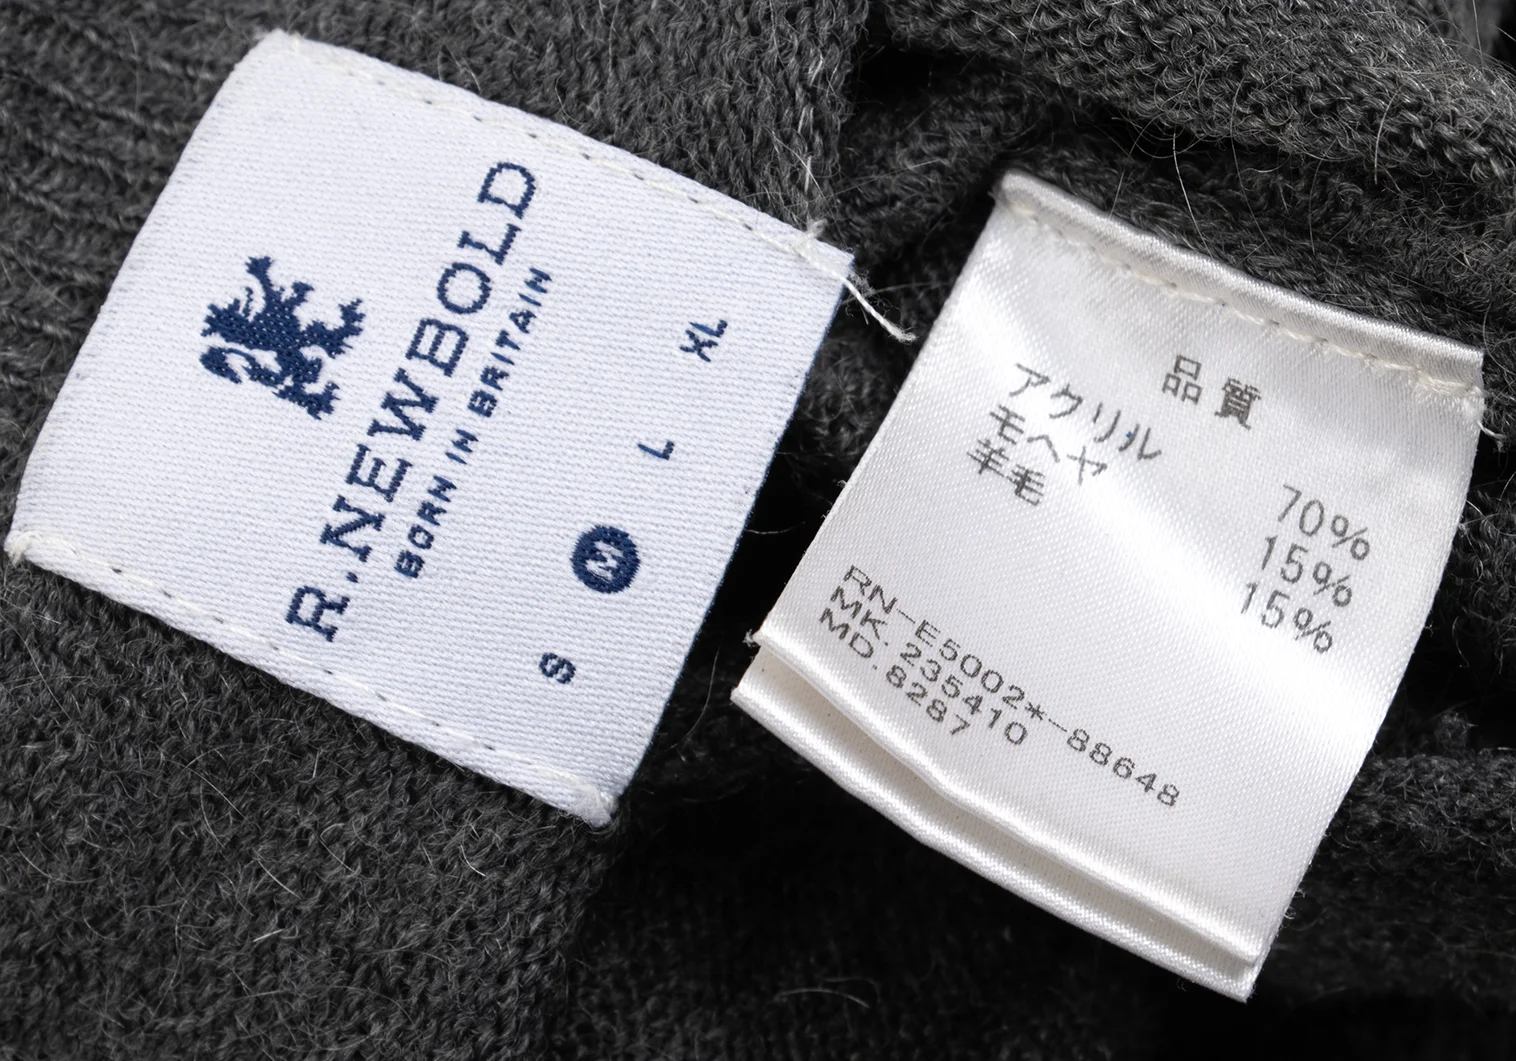 R.NEWBOLD
BORN IN BRITAIN
S M L XL
品質
アクリル 70%
モヘヤ 15%
羊毛 15%
RN-E5002*-88648
MK.235410
MD.8287